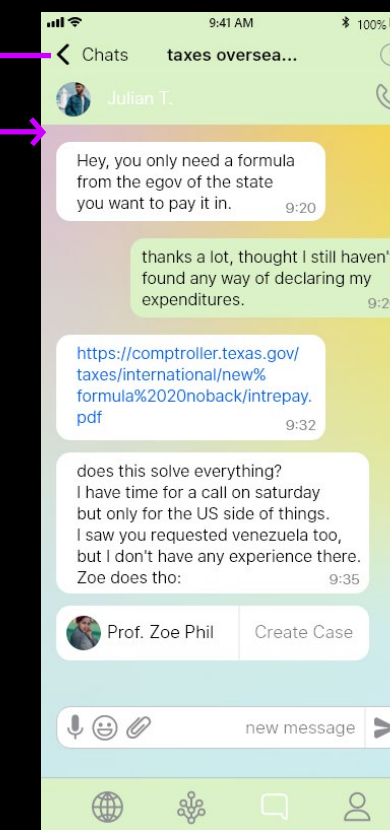 9:41 AM
100%
Chats
taxes oversea...
Julian T.
Hey, you only need a formula
from the egov of the state
you want to pay it in.
9:20
thanks a lot, thought I still haven'
found any way of declaring my
expenditures.
9:2
https://comptroller.texas.gov/
taxes/international/new%
formula%2020noback/intrepay.
pdf
9:32
does this solve everything?
I have time for a call on saturday
but only for the US side of things.
I saw you requested venezuela too,
but I don't have any experience there.
Zoe does tho:
9:35
Prof. Zoe Phil
Create Case
new message